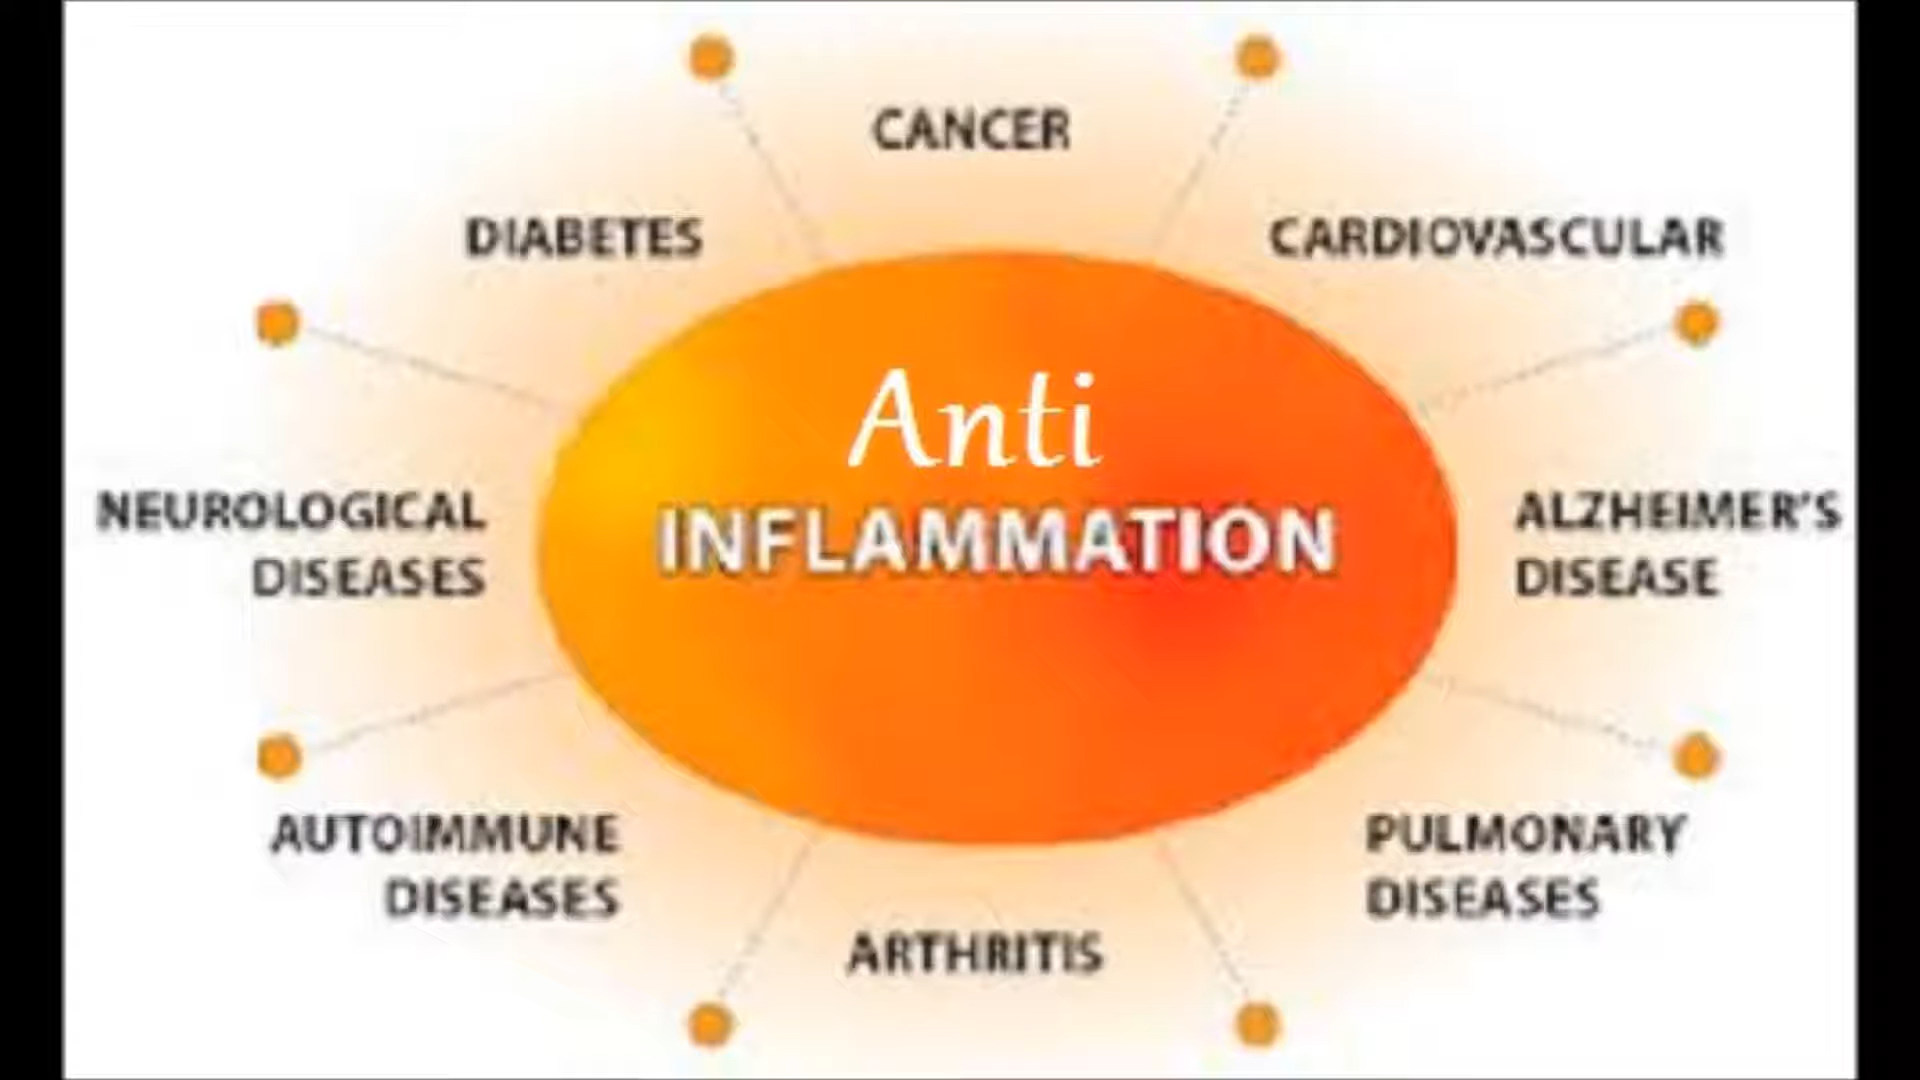 CANCER
DIABETES
CARDIOVASCULAR
Anti
INFLAMMATION
NEUROLOGICAL
DISEASES
ALZHEIMER'S
DISEASE
AUTOIMMUNE
DISEASES
PULMONARY
DISEASES
ARTHRITIS